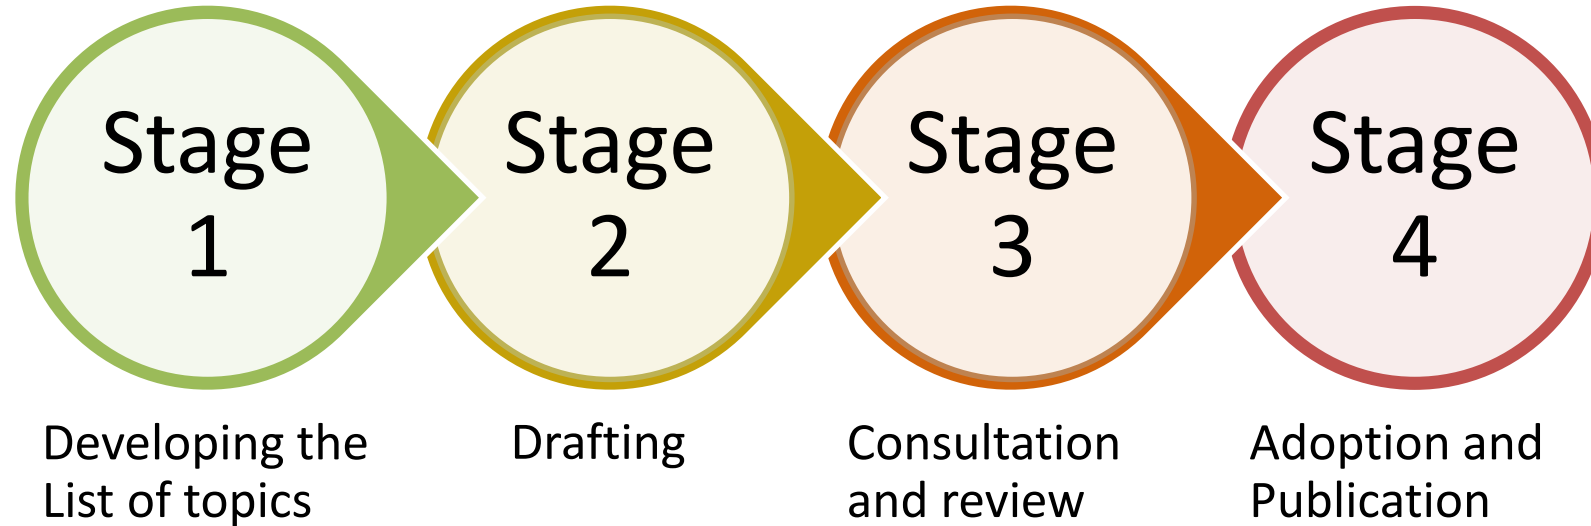 Stage
1
Stage
2
Stage
3
Stage
4
Developing the
List of topics
Drafting
Consultation
and review
Adoption and
Publication